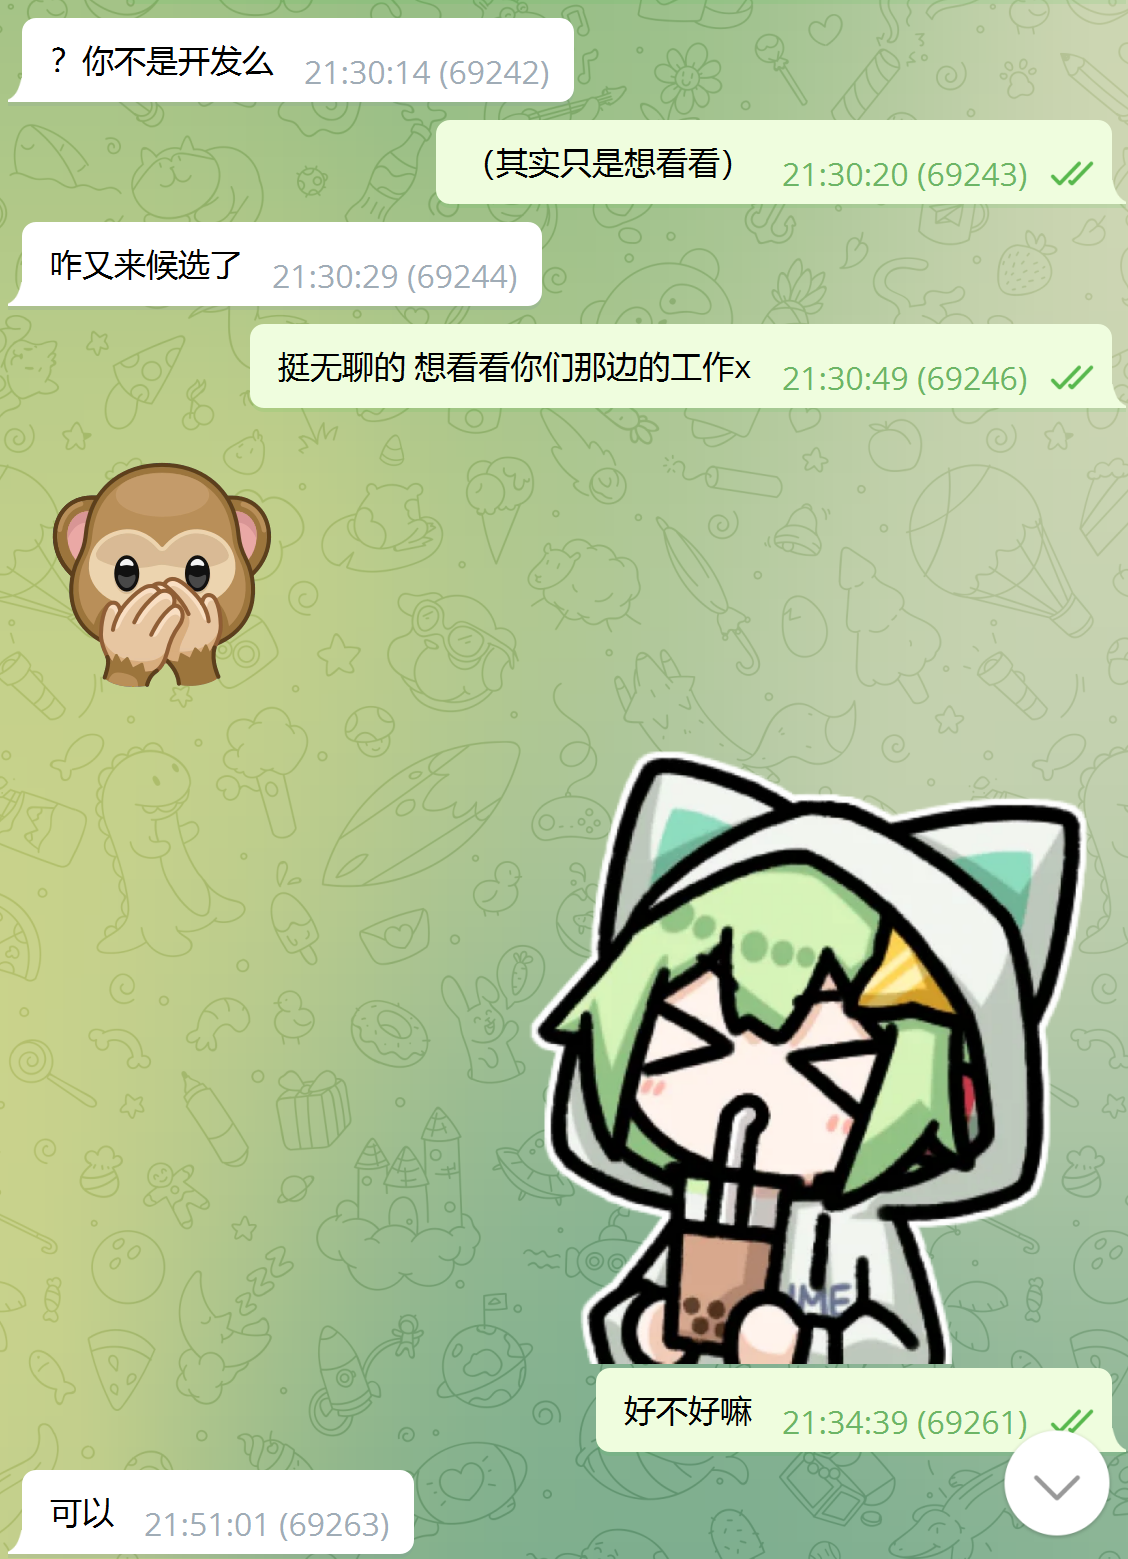 ？你不是开发么 21:30:14 (69242)
（其实只是想看看） 21:30:20 (69243)
咋又来候选了 21:30:29 (69244)
挺无聊的 想看看你们那边的工作x 21:30:49 (69246)
好不好嘛 21:34:39 (69261)
可以 21:51:01 (69263)